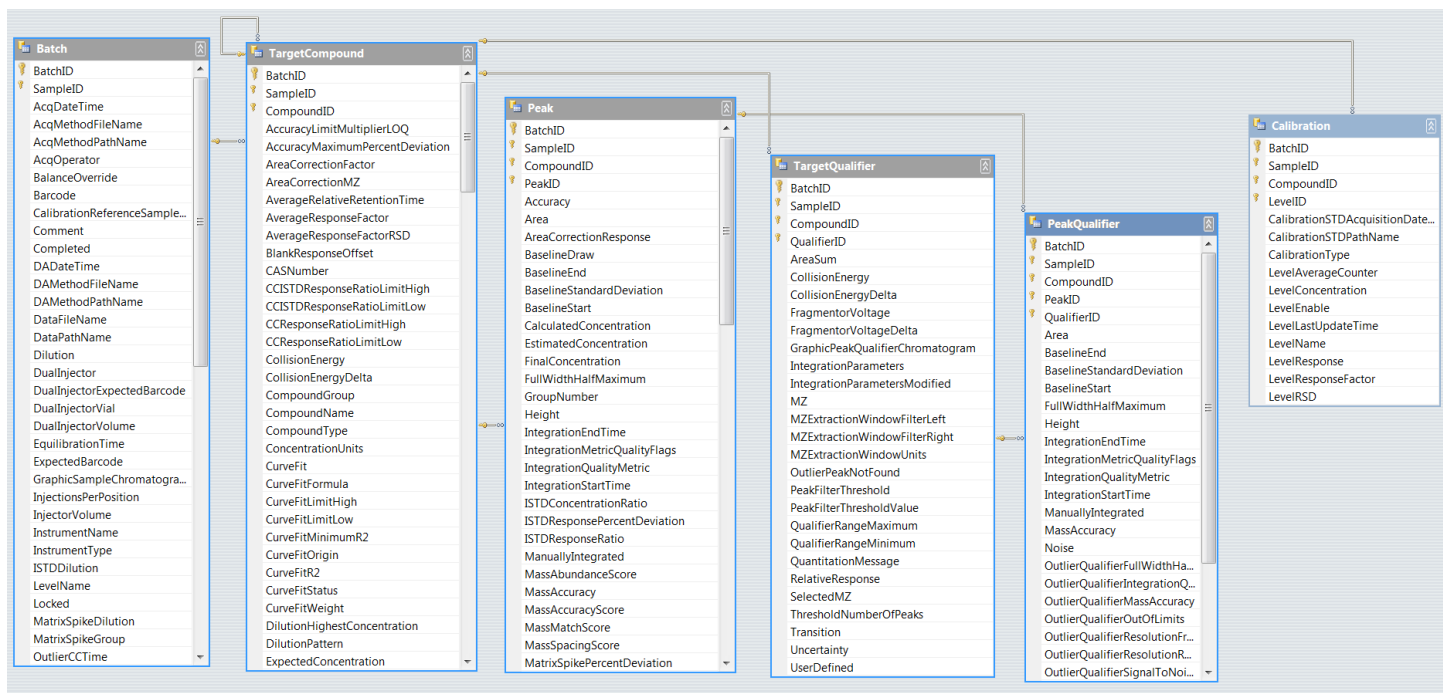 Batch
BatchID
SampleID
AcqDateTime
AcqMethodFileName
AcqMethodPathName
AcqOperator
BalanceOverride
Barcode
CalibrationReferenceSample...
Comment
Completed
DADateTime
DAMethodFileName
DAMethodPathName
DataFileName
DataPathName
Dilution
DualInjector
DualInjectorExpectedBarcode
DualInjectorVial
DualInjectorVolume
EquilibrationTime
ExpectedBarcode
GraphicSampleChromatogra...
InjectionsPerPosition
InjectorVolume
InstrumentName
InstrumentType
ISTDDilution
LevelName
Locked
MatrixSpikeDilution
MatrixSpikeGroup
OutlierCCTime
TargetCompound
BatchID
SampleID
CompoundID
AccuracyLimitMultiplierLOQ
AccuracyMaximumPercentDeviation
AreaCorrectionFactor
AreaCorrectionMZ
AverageRelativeRetentionTime
AverageResponseFactor
AverageResponseFactorRSD
BlankResponseOffset
CASNumber
CCISTDResponseRatioLimitHigh
CCISTDResponseRatioLimitLow
CCResponseRatioLimitHigh
CCResponseRatioLimitLow
CollisionEnergy
CollisionEnergyDelta
CompoundGroup
CompoundName
CompoundType
ConcentrationUnits
CurveFit
CurveFitFormula
CurveFitLimitHigh
CurveFitLimitLow
CurveFitMinimumR2
CurveFitOrigin
CurveFitR2
CurveFitStatus
CurveFitWeight
DilutionHighestConcentration
DilutionPattern
ExpectedConcentration
Peak
BatchID
SampleID
CompoundID
PeakID
Accuracy
Area
AreaCorrectionResponse
BaselineDraw
BaselineEnd
BaselineStandardDeviation
BaselineStart
CalculatedConcentration
EstimatedConcentration
FinalConcentration
FullWidthHalfMaximum
GroupNumber
Height
IntegrationEndTime
IntegrationMetricQualityFlags
IntegrationQualityMetric
IntegrationStartTime
ISTDConcentrationRatio
ISTDResponsePercentDeviation
ISTDResponseRatio
ManuallyIntegrated
MassAbundanceScore
MassAccuracy
MassAccuracyScore
MassMatchScore
MassSpacingScore
MatrixSpikePercentDeviation
TargetQualifier
BatchID
SampleID
CompoundID
QualifierID
AreaSum
CollisionEnergy
CollisionEnergyDelta
FragmentorVoltage
FragmentorVoltageDelta
GraphicPeakQualifierChromatogram
IntegrationParameters
IntegrationParametersModified
MZ
MZExtractionWindowFilterLeft
MZExtractionWindowFilterRight
MZExtractionWindowUnits
OutlierPeakNotFound
PeakFilterThreshold
PeakFilterThresholdValue
QualifierRangeMaximum
QualifierRangeMinimum
QuantitationMessage
RelativeResponse
SelectedMZ
ThresholdNumberOfPeaks
Transition
Uncertainty
UserDefined
PeakQualifier
BatchID
SampleID
CompoundID
PeakID
QualifierID
Area
BaselineEnd
BaselineStandardDeviation
BaselineStart
FullWidthHalfMaximum
Height
IntegrationEndTime
IntegrationMetricQualityFlags
IntegrationQualityMetric
IntegrationStartTime
ManuallyIntegrated
MassAccuracy
Noise
OutlierQualifierFullWidthHa...
OutlierQualifierIntegrationQ...
OutlierQualifierMassAccuracy
OutlierQualifierOutOfLimits
OutlierQualifierResolutionFr...
OutlierQualifierResolutionR...
OutlierQualifierSignalToNoi...
Calibration
BatchID
SampleID
CompoundID
LevelID
CalibrationSTDAcquisitionDate...
CalibrationSTDPathName
CalibrationType
LevelAverageCounter
LevelConcentration
LevelEnable
LevelLastUpdateTime
LevelName
LevelResponse
LevelResponseFactor
LevelRSD